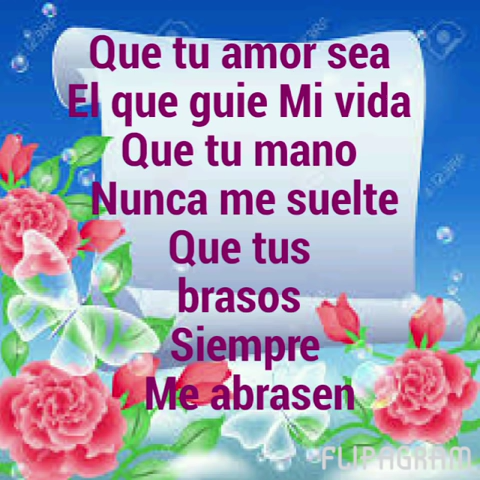 Que tu amor sea
El que guie Mi vida
Que tu mano
Nunca me suelte
Que tus
brasos
Siempre
Me abrasen
FLIPAGRAM